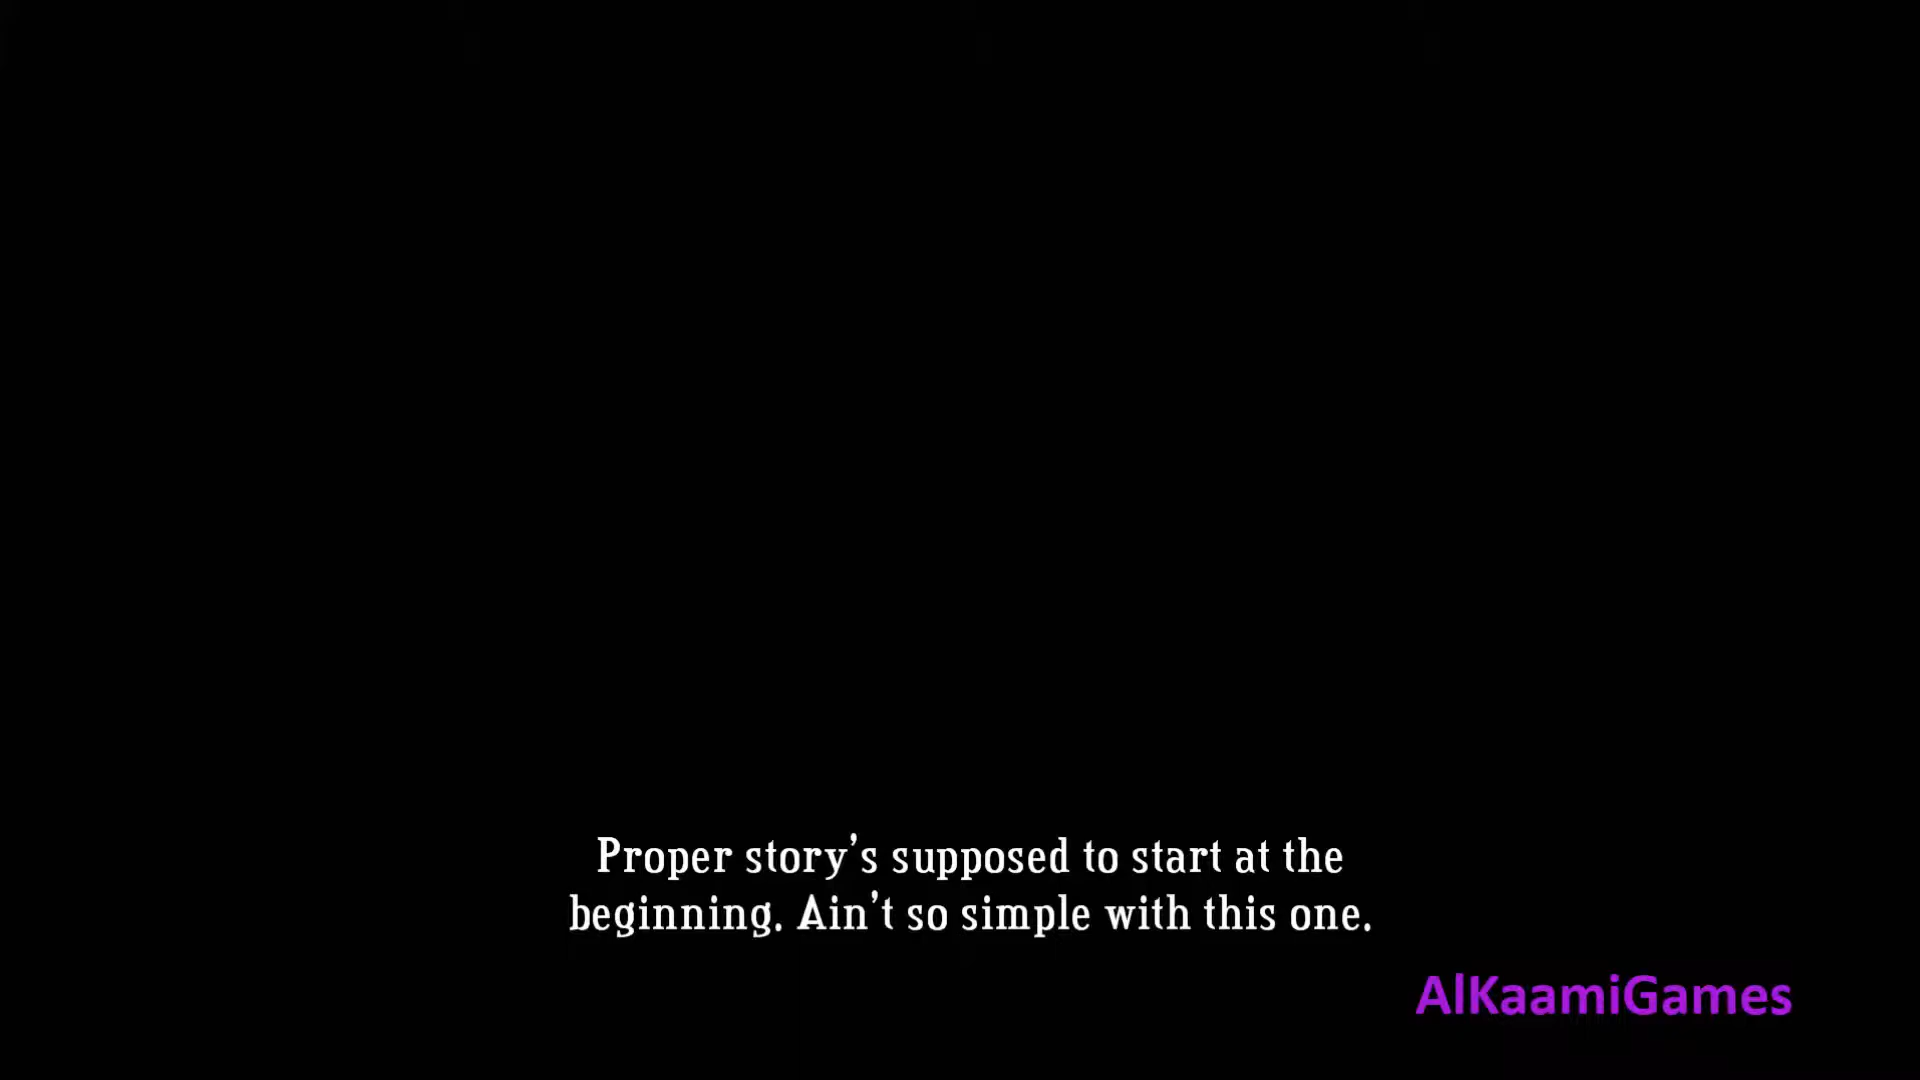 Proper story’s supposed to start at the
beginning. Ain’t so simple with this one.
AlKaamiGames